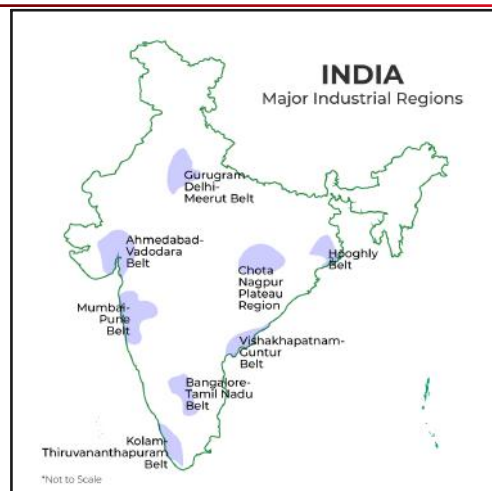 INDIA
Major Industrial Regions
Gurugram-
Delhi-
Meerut Belt
Ahmedabad-
Vadodara
Belt
Hooghly
Belt
Chota
Nagpur
Plateau
Region
Mumbai-
Pune
Belt
Vishakhapatnam-
Guntur
Belt
Bangalore-
Tamil Nadu
Belt
Kolam-
Thiruvananthapuram
Belt
*Not to Scale